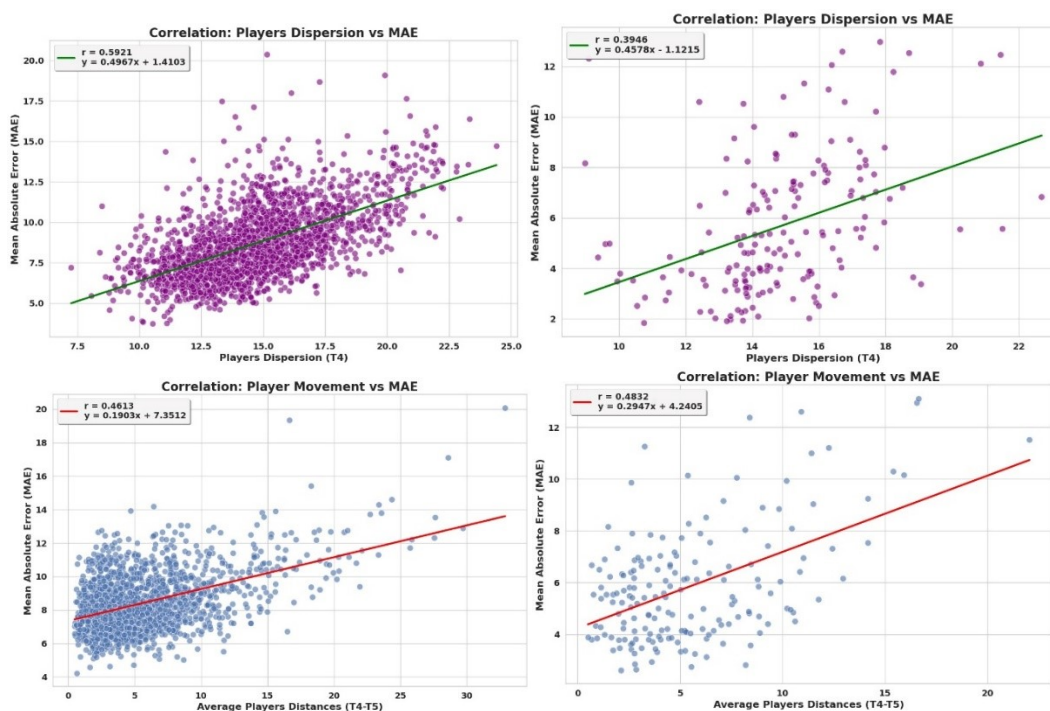 Correlation: Players Dispersion vs MAE
r = 0.5921
y = 0.4967x + 1.4103
Mean Absolute Error (MAE)
20.0
17.5
15.0
12.5
10.0
7.5
5.0
7.5 10.0 12.5 15.0 17.5 20.0 22.5 25.0
Players Dispersion (T4)
Correlation: Players Dispersion vs MAE
r = 0.3946
y = 0.4578x - 1.1215
Mean Absolute Error (MAE)
12
10
8
6
4
2
10 12 14 16 18 20 22
Players Dispersion (T4)
Correlation: Player Movement vs MAE
r = 0.4613
y = 0.1903x + 7.3512
Mean Absolute Error (MAE)
20
18
16
14
12
10
8
6
4
0 5 10 15 20 25 30
Average Players Distances (T4-T5)
Correlation: Player Movement vs MAE
r = 0.4832
y = 0.2947x + 4.2405
Mean Absolute Error (MAE)
12
10
8
6
4
0 5 10 15 20
Average Players Distances (T4-T5)